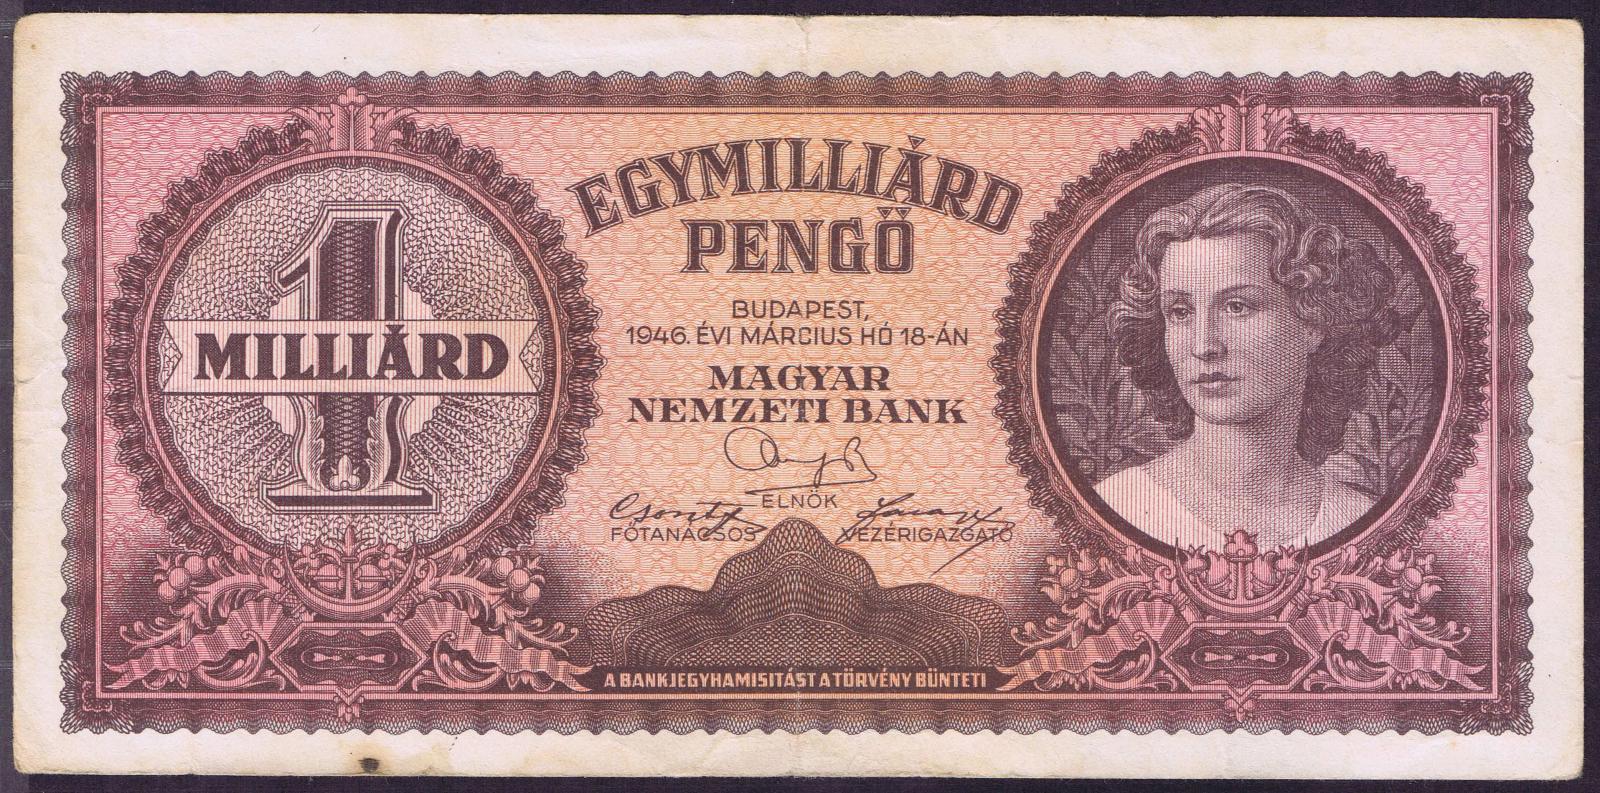 EGYMILLIÁRD
PENGŐ
1
MILLIÁRD
BUDAPEST,
1946. ÉVI MÁRCIUS HÓ 18-ÁN
MAGYAR
NEMZETI BANK
ELNÖK
FŐTANÁCSOS
VEZÉRIGAZGATÓ
A BANKJEGYHAMISITÁST A TÖRVÉNY BÜNTETI